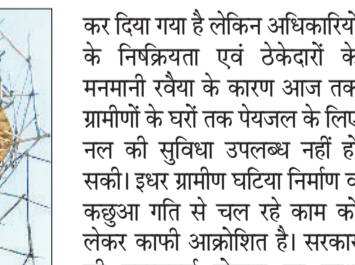 कर दिया गया है लेकिन अधिकारियो
के निषक्रियता एवं ठेकेदारों के
मनमानी रवैया के कारण आज तक
ग्रामीणों के घरों तक पेयजल के लिए
नल की सुविधा उपलब्ध नहीं हो
सकी। इधर ग्रामीण घटिया निर्माण व
कछुआ गति से चल रहे काम को
लेकर काफी आक्रोशित है। सरकार